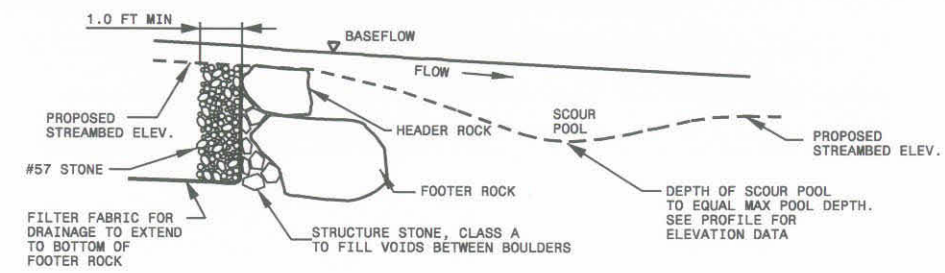 1.0 FT MIN
BASEFLOW
FLOW
PROPOSED
STREAMBED ELEV.
#57 STONE
FILTER FABRIC FOR
DRAINAGE TO EXTEND
TO BOTTOM OF
FOOTER ROCK
HEADER ROCK
FOOTER ROCK
STRUCTURE STONE, CLASS A
TO FILL VOIDS BETWEEN BOULDERS
SCOUR
POOL
PROPOSED
STREAMBED ELEV.
DEPTH OF SCOUR POOL
TO EQUAL MAX POOL DEPTH.
SEE PROFILE FOR
ELEVATION DATA